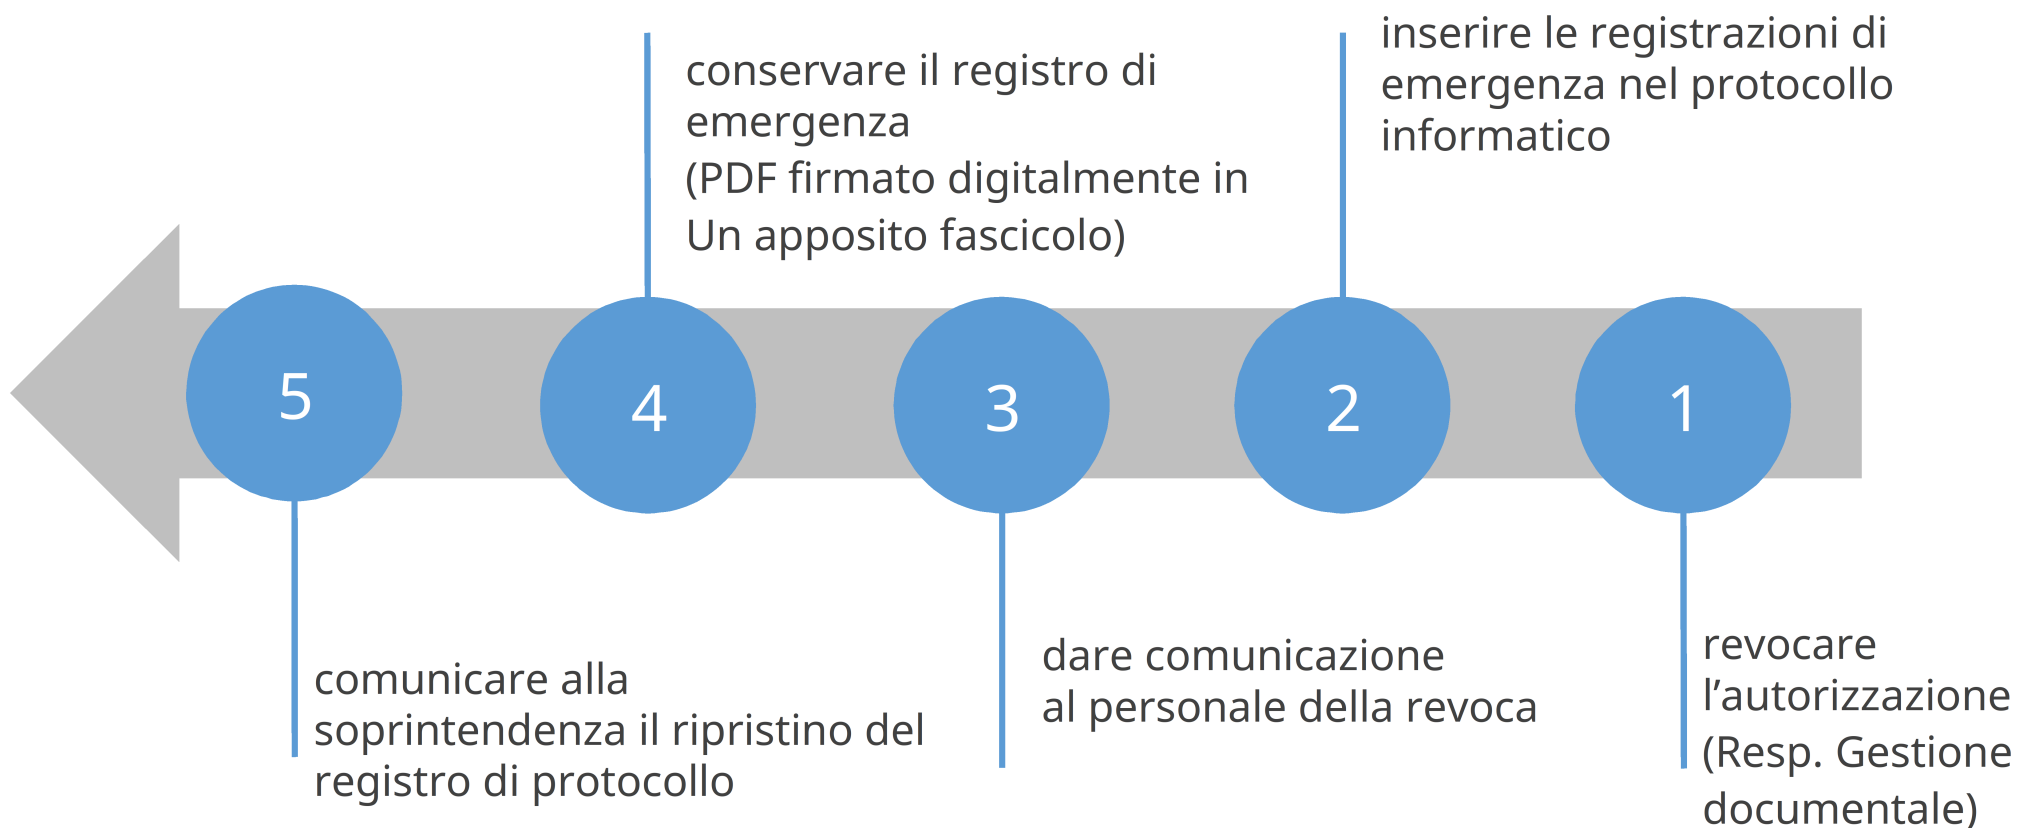 inserire le registrazioni di
emergenza nel protocollo
informatico
conservare il registro di
emergenza
(PDF firmato digitalmente in
Un apposito fascicolo)
5
4
3
2
1
comunicare alla
soprintendenza il ripristino del
registro di protocollo
dare comunicazione
al personale della revoca
revocare
l’autorizzazione
(Resp. Gestione
documentale)